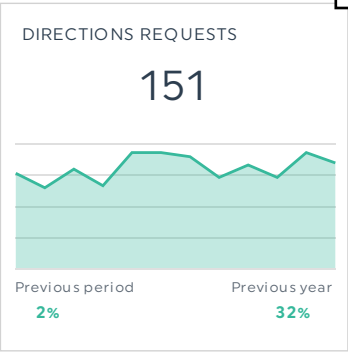 DIRECTIONS REQUESTS
151
Previous period
Previous year
2%
32%